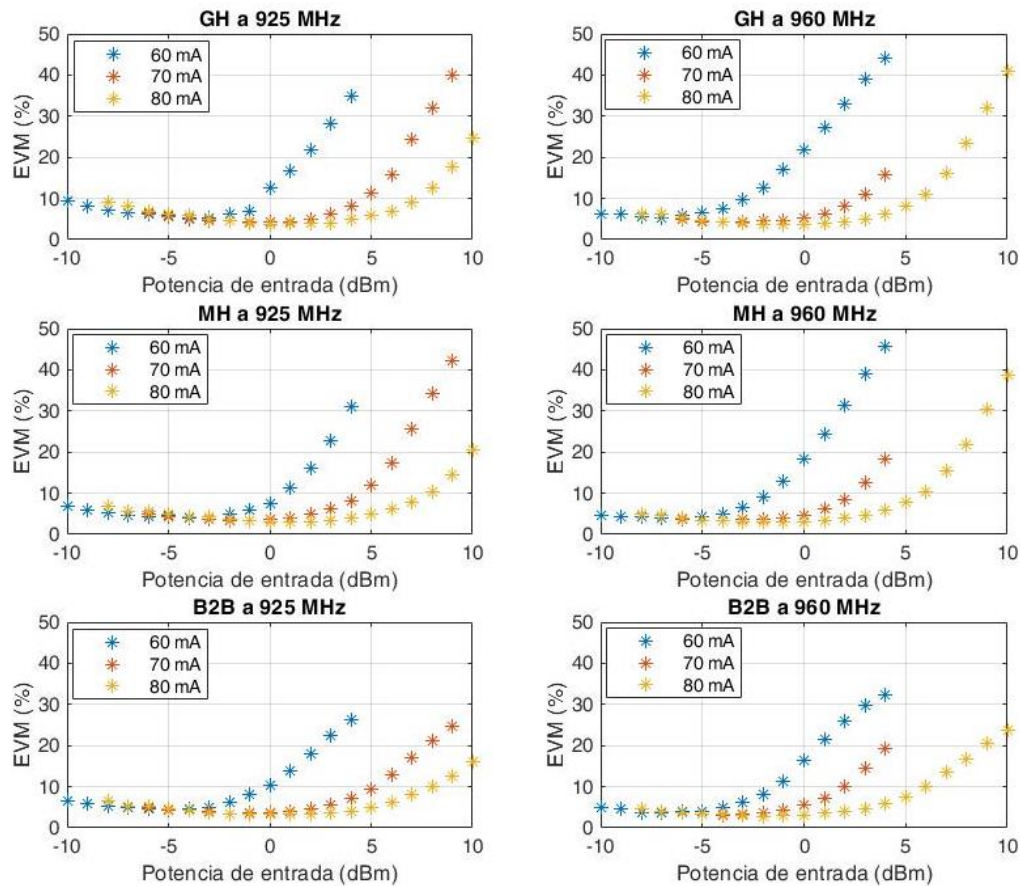 GH a 925 MHz
50
40
30
20
10
0
EVM (%)
60 mA
70 mA
80 mA
-10
-5
0
5
10
Potencia de entrada (dBm)
GH a 960 MHz
50
40
30
20
10
0
EVM (%)
60 mA
70 mA
80 mA
-10
-5
0
5
10
Potencia de entrada (dBm)
MH a 925 MHz
50
40
30
20
10
0
EVM (%)
60 mA
70 mA
80 mA
-10
-5
0
5
10
Potencia de entrada (dBm)
MH a 960 MHz
50
40
30
20
10
0
EVM (%)
60 mA
70 mA
80 mA
-10
-5
0
5
10
Potencia de entrada (dBm)
B2B a 925 MHz
50
40
30
20
10
0
EVM (%)
60 mA
70 mA
80 mA
-10
-5
0
5
10
Potencia de entrada (dBm)
B2B a 960 MHz
50
40
30
20
10
0
EVM (%)
60 mA
70 mA
80 mA
-10
-5
0
5
10
Potencia de entrada (dBm)